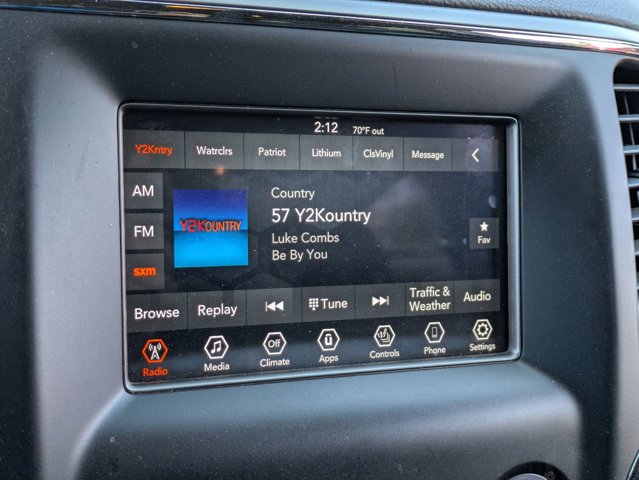 2:12 70°F out
Y2Kntry Watrclrs Patriot Lithium ClsVinyl Message
AM
FM
sxm
Y2KOUNTRY
Country
57 Y2Kountry
Luke Combs
Be By You
Fav
Browse Replay Tune Traffic & Weather Audio
Off
Radio Media Climate Apps Controls Phone Settings